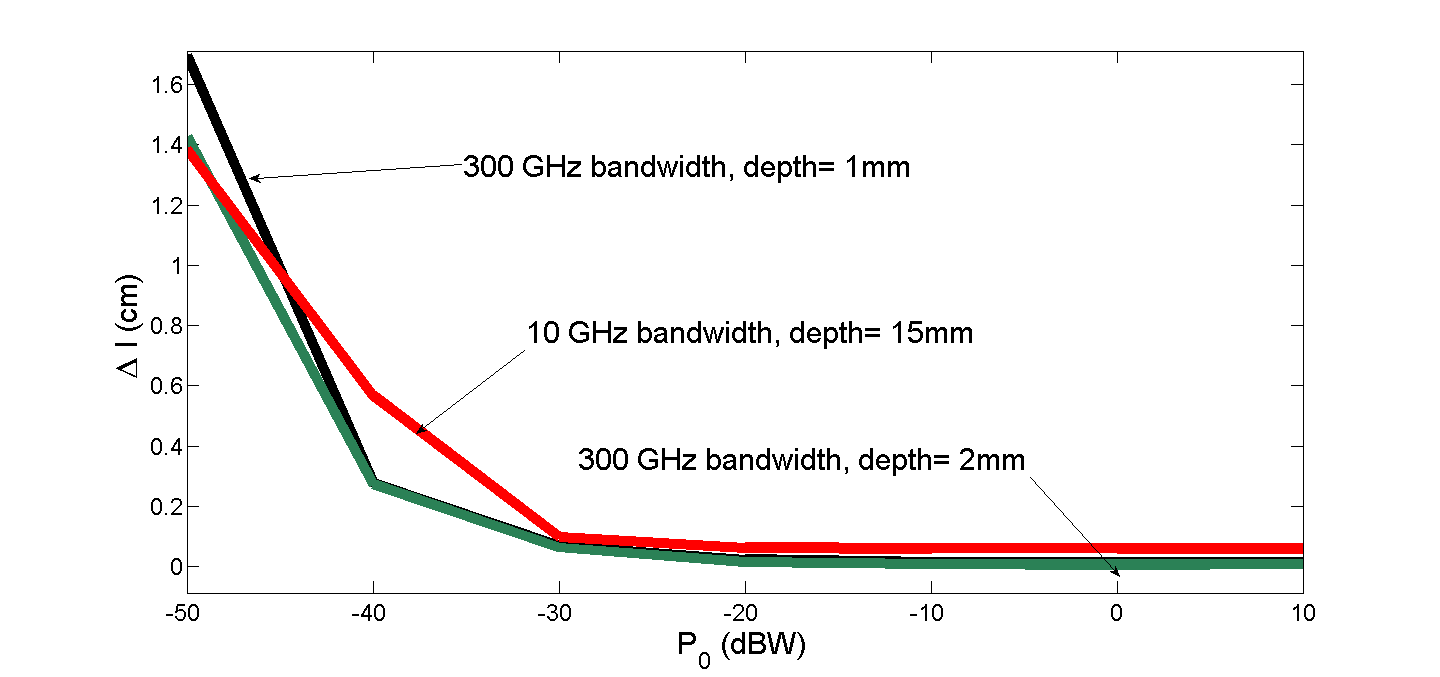 1.6
1.4
1.2
1
0.8
0.6
0.4
0.2
0
Δ l (cm)
300 GHz bandwidth, depth= 1mm
10 GHz bandwidth, depth= 15mm
300 GHz bandwidth, depth= 2mm
-50 -40 -30 -20 -10 0 10
P0 (dBW)